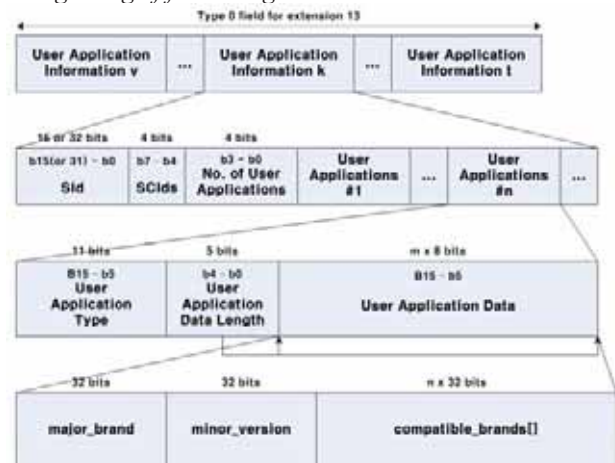 Type 0 field for extension 13
User Application
Information v
...
User Application
Information k
...
User Application
Information t
16 or 32 bits
4 bits
4 bits
b15(or 31) - b0
SId
b7 - b4
SCIds
b3 - b0
No. of User
Applications
User
Applications
#1
...
User
Applications
#n
...
11 bits
5 bits
m x 8 bits
B15 - b5
User
Application
Type
b4 - b0
User
Application
Data Length
B15 - b0
User Application Data
32 bits
32 bits
n x 32 bits
major_brand
minor_version
compatible_brands[]